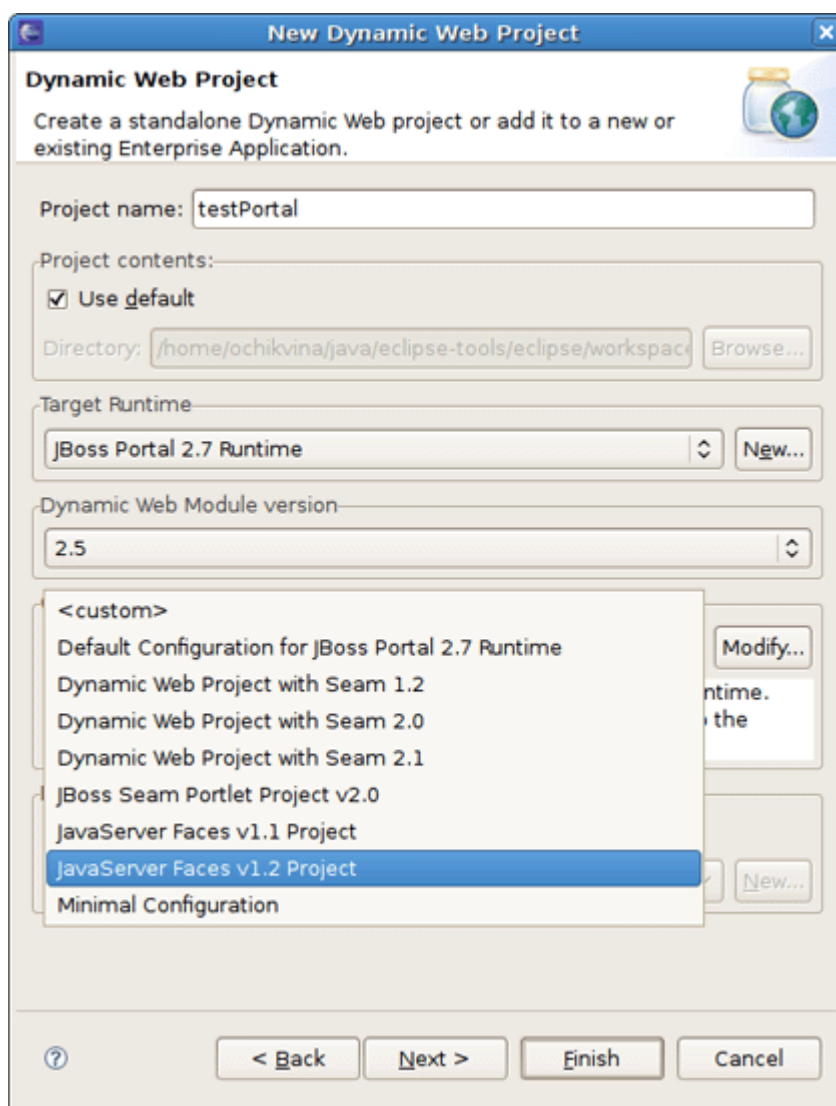 New Dynamic Web Project
Dynamic Web Project
Create a standalone Dynamic Web project or add it to a new or
existing Enterprise Application.
Project name: testPortal
Project contents:
Use default
Directory: /home/ochikvina/java/eclipse-tools/eclipse/workspace Browse...
Target Runtime
JBoss Portal 2.7 Runtime New...
Dynamic Web Module version
2.5
<custom>
Default Configuration for JBoss Portal 2.7 Runtime Modify...
Dynamic Web Project with Seam 1.2 ntime.
Dynamic Web Project with Seam 2.0 the
Dynamic Web Project with Seam 2.1
JBoss Seam Portlet Project v2.0
JavaServer Faces v1.1 Project
JavaServer Faces v1.2 Project New...
Minimal Configuration
? < Back Next > Finish Cancel